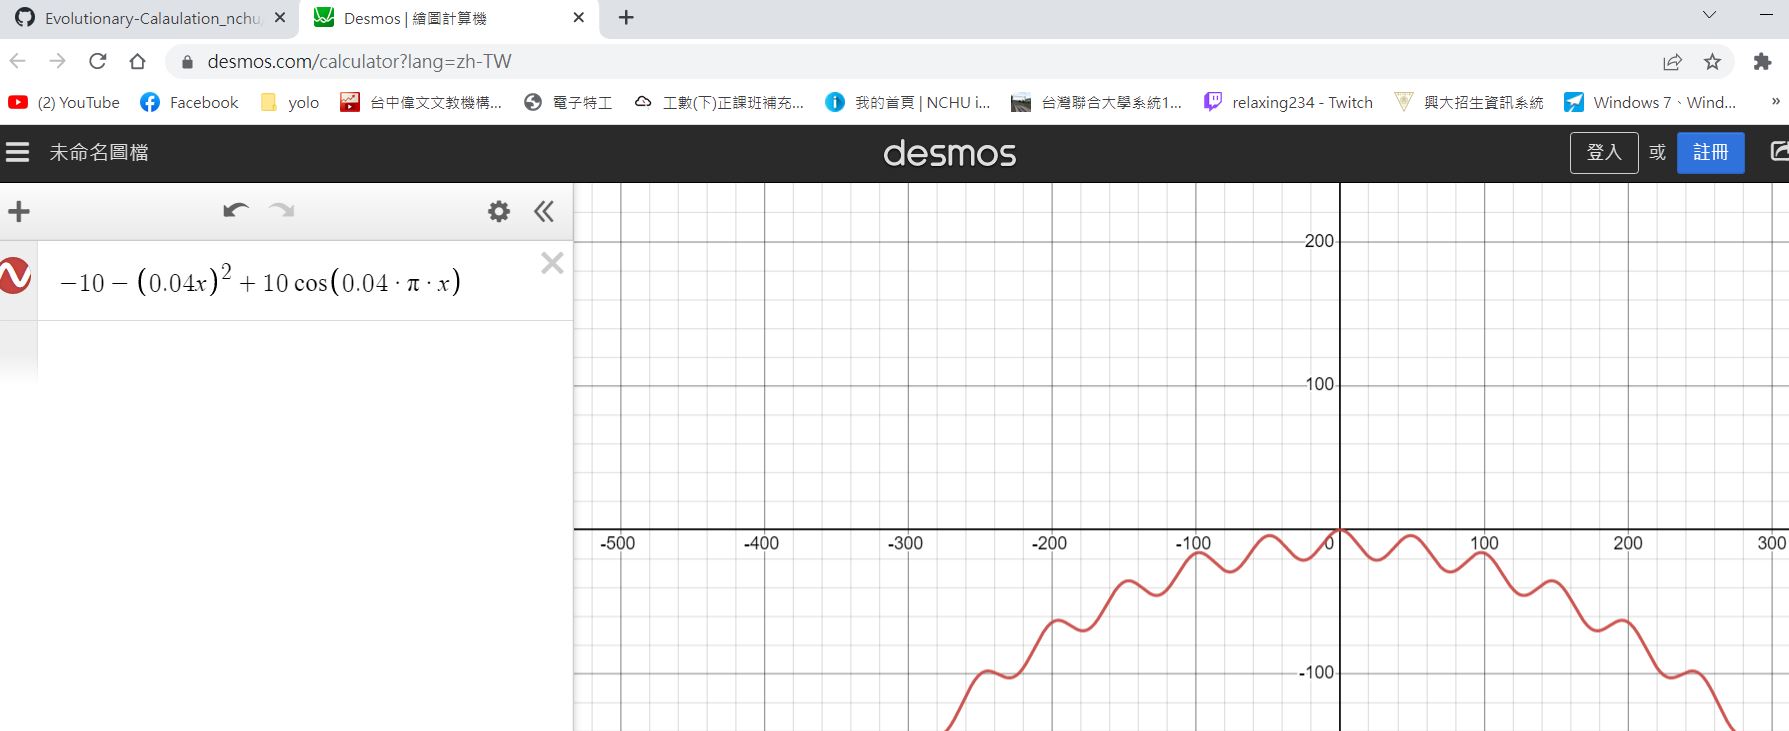 Evolutionary-Calaulation_nchu,
Desmos | 繪圖計算機
desmos.com/calculator?lang=zh-TW
(2) YouTube Facebook yolo 台中偉文文教機構... 電子特工 工數(下)正課班補充... 我的首頁 | NCHU i... 台灣聯合大學系統1... relaxing234 - Twitch 興大招生資訊系統 Windows 7、Wind... »
未命名圖檔 desmos 登入 或 註冊
−10 − (0.04x)² + 10 cos(0.04 · π · x)
200
100
-500 -400 -300 -200 -100 0 100 200 300
-100